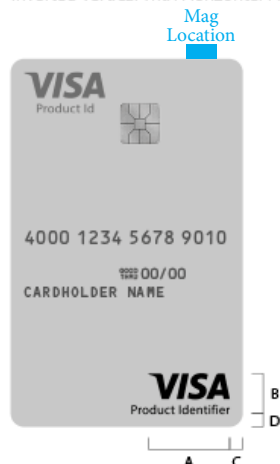 Mag
Location
VISA
Product Id
4000 1234 5678 9010
GOOD THRU 00/00
CARDHOLDER NAME
VISA
Product Identifier
B
D
A C